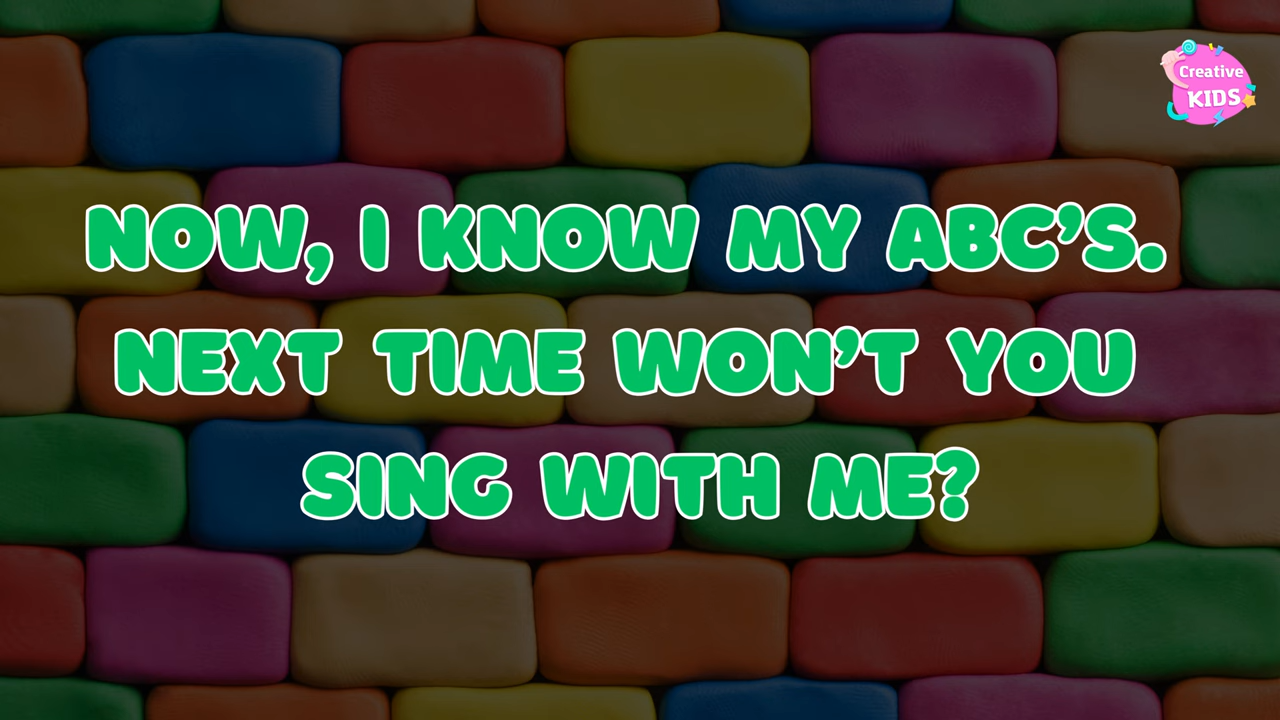 Creative
KIDS
NOW, I KNOW MY ABC’S.
NEXT TIME WON’T YOU
SING WITH ME?